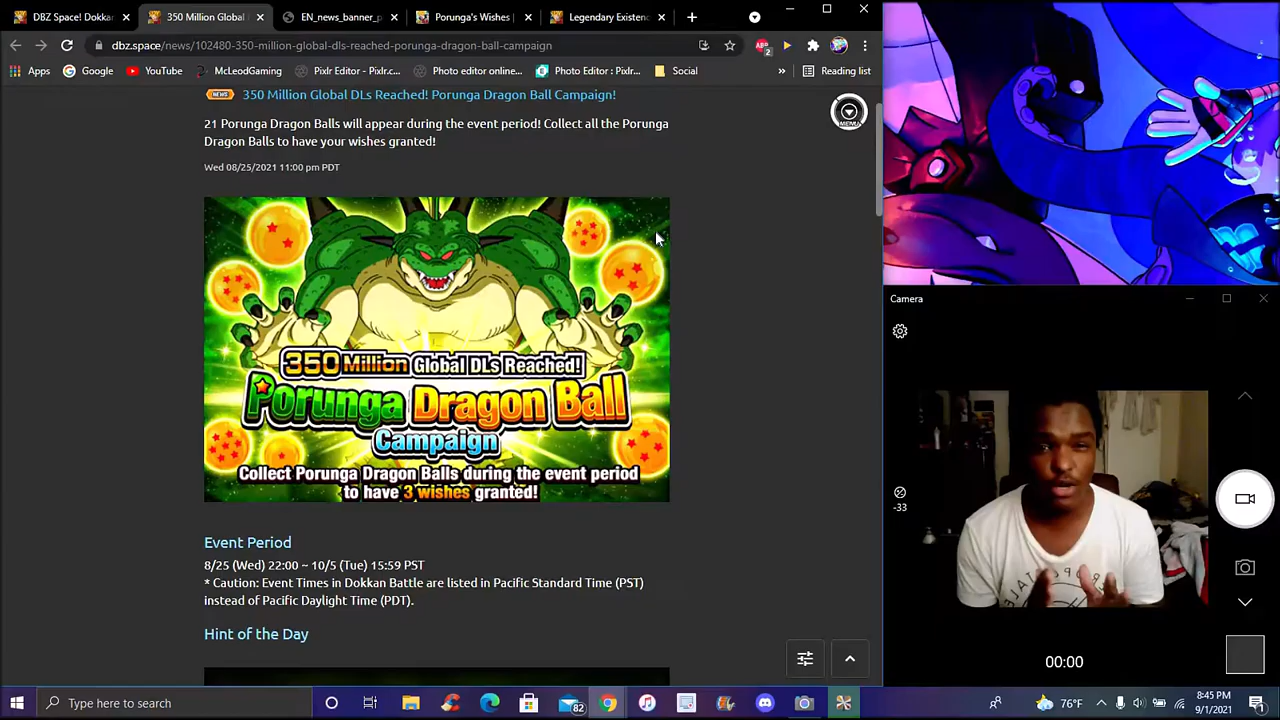 DBZ Space! Dokka
350 Million Global
EN_news_banner_p
Porunga's Wishes
Legendary Existenc
dbz.space/news/102480-350-million-global-dls-reached-porunga-dragon-ball-campaign
ABP
2
Apps
Google
YouTube
McLeodGaming
Pixlr Editor - Pixlr.c...
Photo editor online...
Photo Editor : Pixlr...
Social
»
Reading list
NEWS 350 Million Global DLs Reached! Porunga Dragon Ball Campaign!
MENU
21 Porunga Dragon Balls will appear during the event period! Collect all the Porunga
Dragon Balls to have your wishes granted!
Wed 08/25/2021 11:00 pm PDT
350 Million Global DLs Reached!
Porunga Dragon Ball
Campaign
Collect Porunga Dragon Balls during the event period
to have 3 wishes granted!
Event Period
8/25 (Wed) 22:00 ~ 10/5 (Tue) 15:59 PST
* Caution: Event Times in Dokkan Battle are listed in Pacific Standard Time (PST)
instead of Pacific Daylight Time (PDT).
Hint of the Day
Camera
-33
00:00
Type here to search
82
76°F
8:45 PM
9/1/2021
1